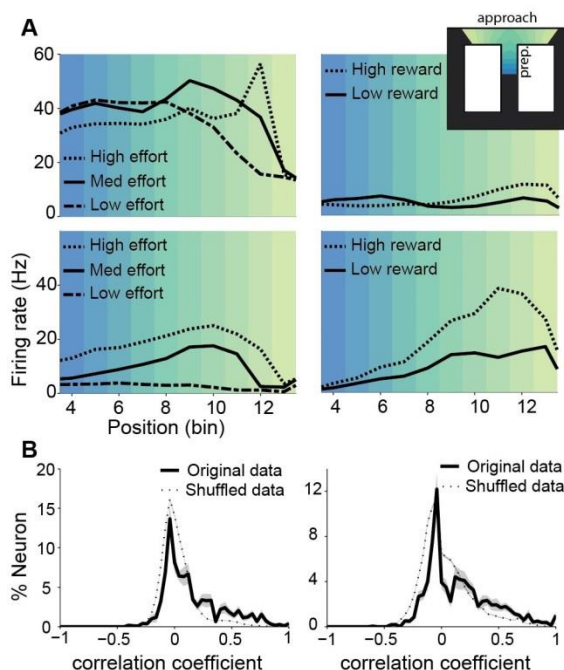 approach
prep.
A
60
40
20
0
High effort
Med effort
Low effort
High reward
Low reward
Firing rate (Hz)
40
20
0
High effort
Med effort
Low effort
High reward
Low reward
4 6 8 10 12
4 6 8 10 12
Position (bin)
B
% Neuron
20
15
10
5
0
Original data
Shuffled data
12
8
4
0
Original data
Shuffled data
−1 −0.5 0 0.5 1
−1 −0.5 0 0.5 1
correlation coefficient
correlation coefficient